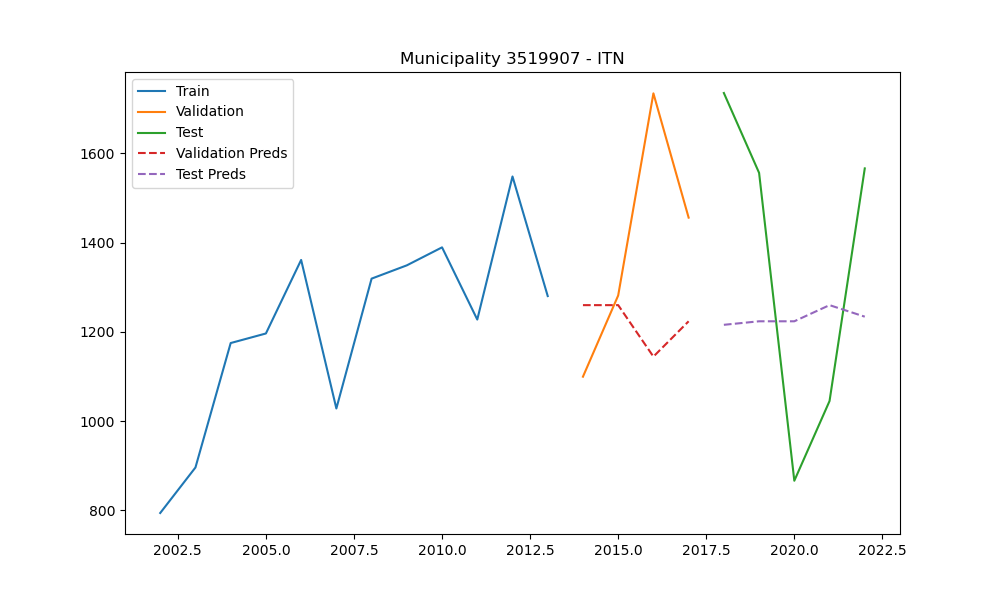 Municipality 3519907 - ITN
Train
Validation
Test
Validation Preds
Test Preds
1600
1400
1200
1000
800
2002.5 2005.0 2007.5 2010.0 2012.5 2015.0 2017.5 2020.0 2022.5